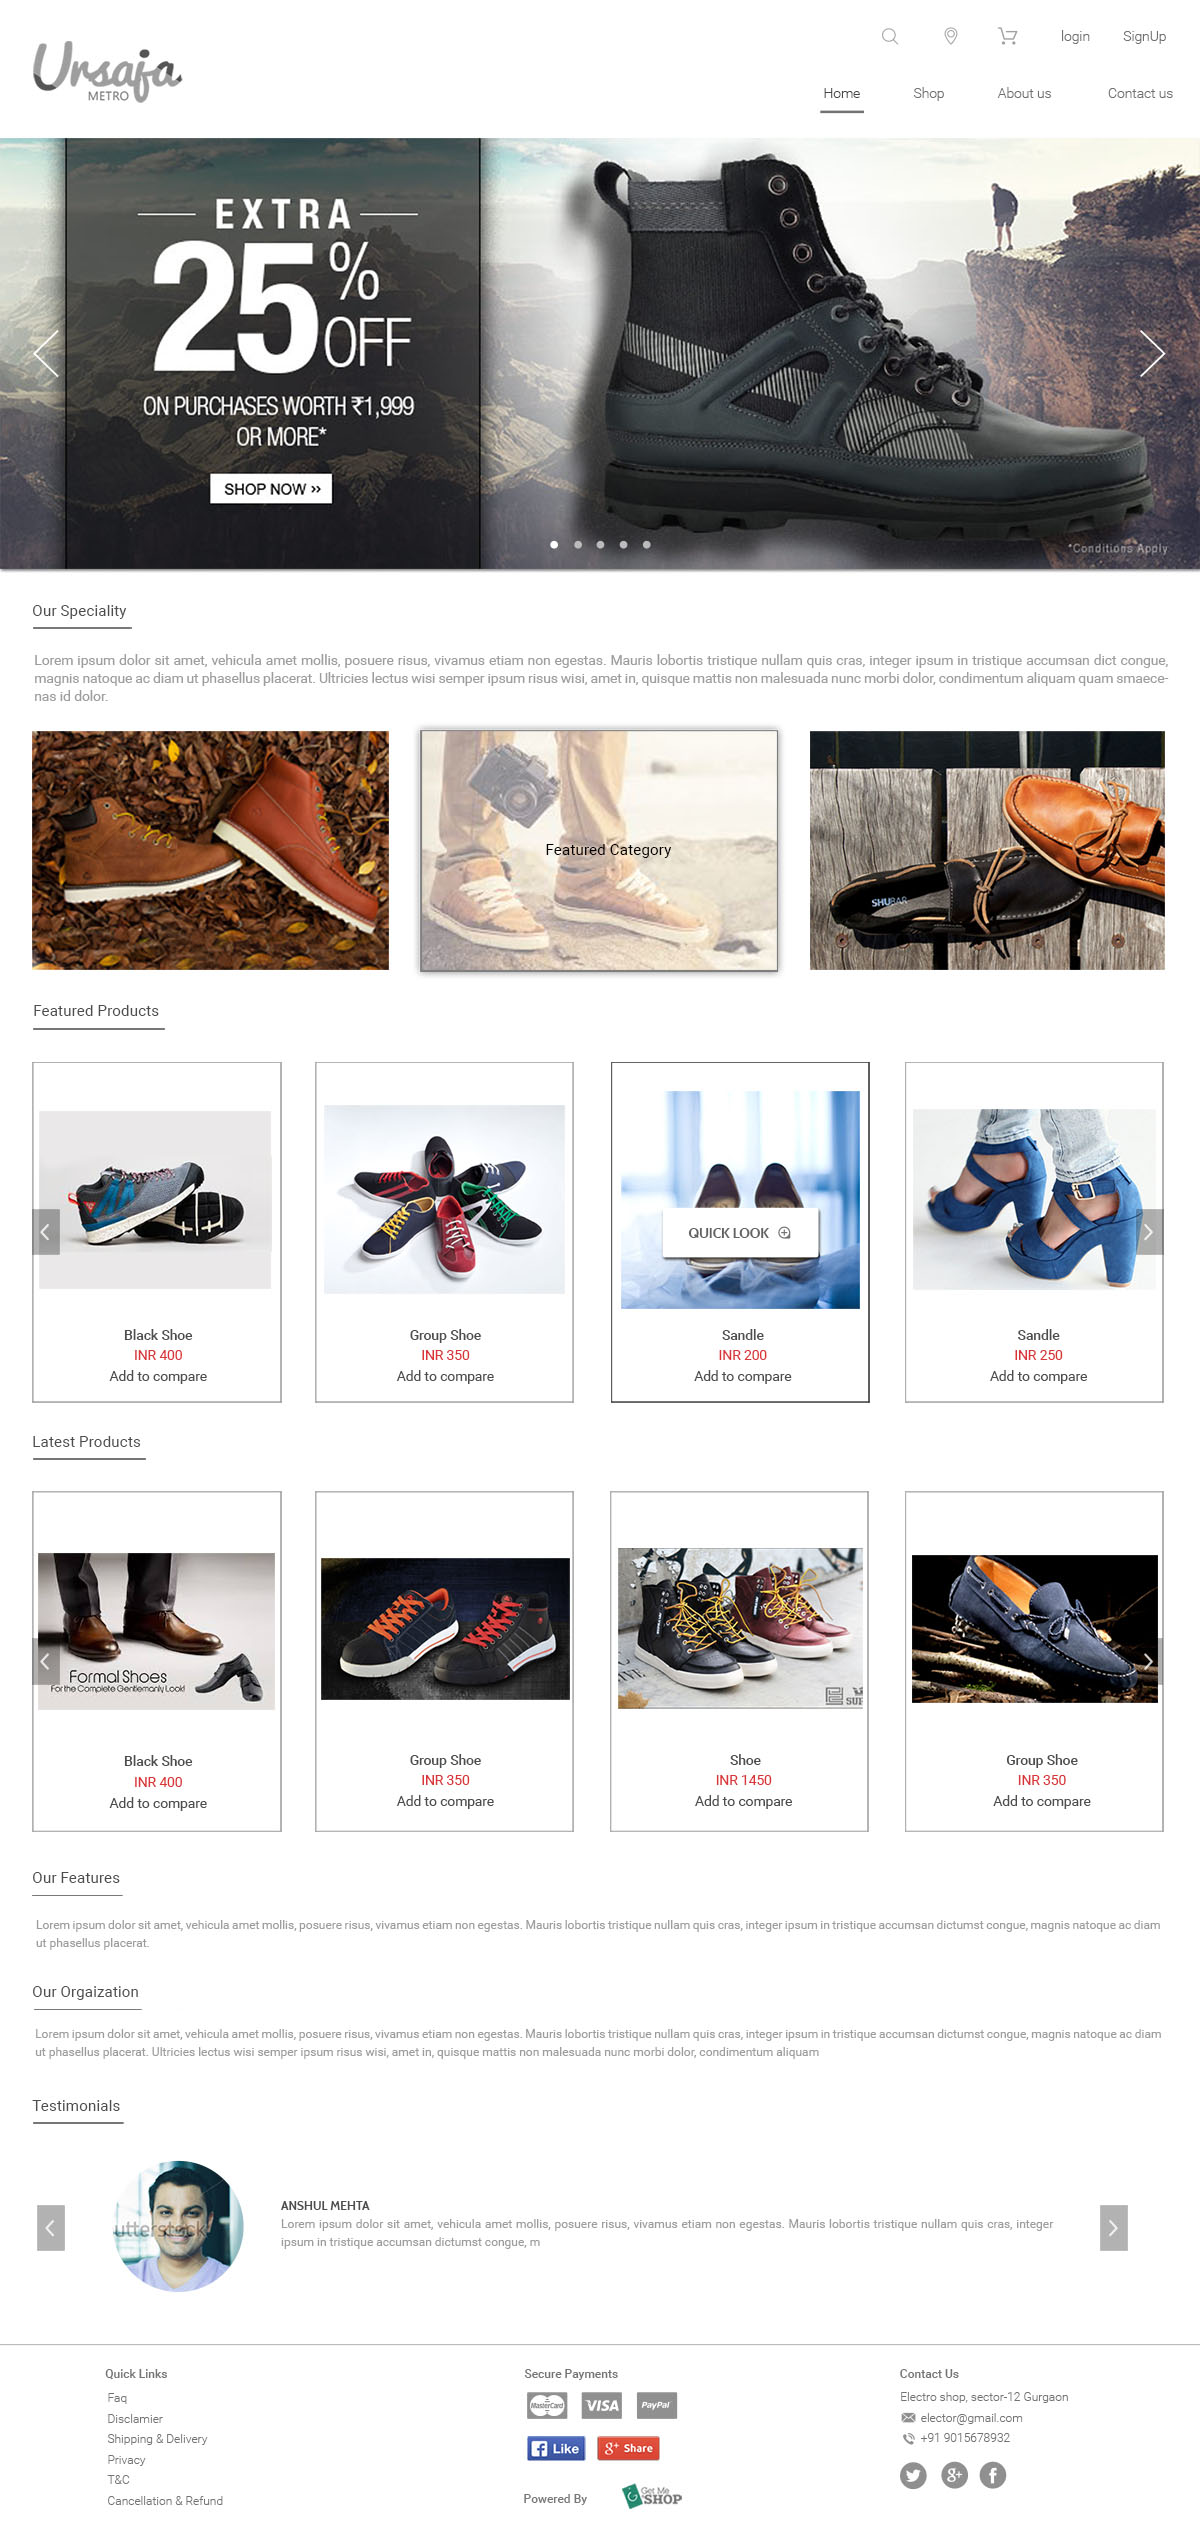 login SignUp
Ursaja
METRO
Home Shop About us Contact us
EXTRA
25% OFF
ON PURCHASES WORTH ₹1,999
OR MORE*
SHOP NOW »
*Conditions Apply
Our Speciality
Lorem ipsum dolor sit amet, vehicula amet mollis, posuere risus, vivamus etiam non egestas. Mauris lobortis tristique nullam quis cras, integer ipsum in tristique accumsan dict congue,
magnis natoque ac diam ut phasellus placerat. Ultricies lectus wisi semper ipsum risus wisi, amet in, quisque mattis non malesuada nunc morbi dolor, condimentum aliquam quam smaece-
nas id dolor.
Featured Category
SHUBAR
Featured Products
QUICK LOOK
Black Shoe Group Shoe Sandle Sandle
INR 400 INR 350 INR 200 INR 250
Add to compare Add to compare Add to compare Add to compare
Latest Products
Formal Shoes
For the Complete Gentlemanly Look!
SUP
Black Shoe Group Shoe Shoe Group Shoe
INR 400 INR 350 INR 1450 INR 350
Add to compare Add to compare Add to compare Add to compare
Our Features
Lorem ipsum dolor sit amet, vehicula amet mollis, posuere risus, vivamus etiam non egestas. Mauris lobortis tristique nullam quis cras, integer ipsum in tristique accumsan dictumst congue, magnis natoque ac diam
ut phasellus placerat.
Our Orgaization
Lorem ipsum dolor sit amet, vehicula amet mollis, posuere risus, vivamus etiam non egestas. Mauris lobortis tristique nullam quis cras, integer ipsum in tristique accumsan dictumst congue, magnis natoque ac diam
ut phasellus placerat. Ultricies lectus wisi semper ipsum risus wisi, amet in, quisque mattis non malesuada nunc morbi dolor, condimentum aliquam
Testimonials
utterstock
ANSHUL MEHTA
Lorem ipsum dolor sit amet, vehicula amet mollis, posuere risus, vivamus etiam non egestas. Mauris lobortis tristique nullam quis cras, integer
ipsum in tristique accumsan dictumst congue, m
Quick Links
Faq
Disclamier
Shipping & Delivery
Privacy
T&C
Cancellation & Refund
Secure Payments
MasterCard VISA PayPal
Like g+ Share
Powered By Get Me SHOP
Contact Us
Electro shop, sector-12 Gurgaon
elector@gmail.com
+91 9015678932
g+ f